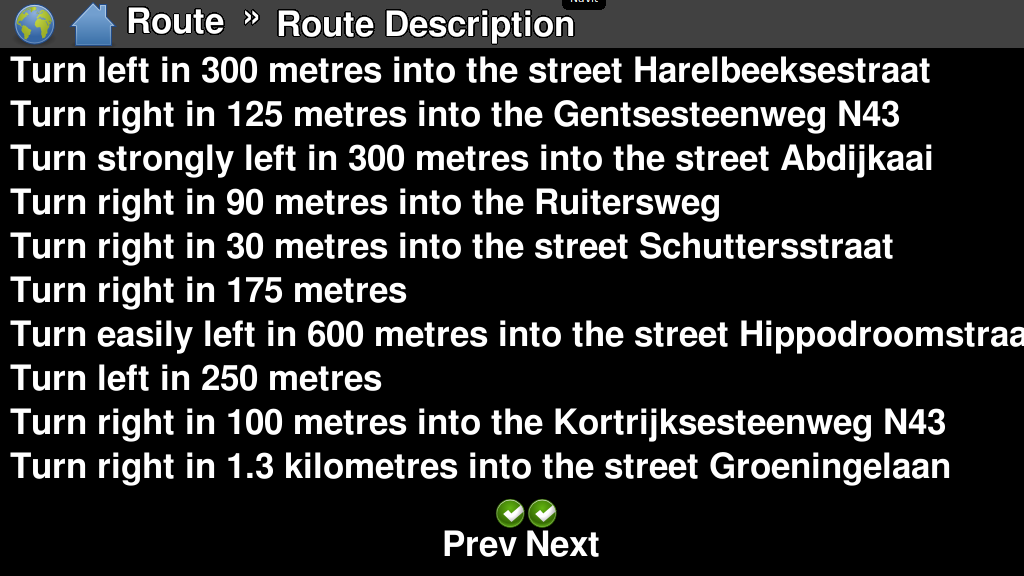 Navit
Route » Route Description
Turn left in 300 metres into the street Harelbeeksestraat
Turn right in 125 metres into the Gentsesteenweg N43
Turn strongly left in 300 metres into the street Abdijkaai
Turn right in 90 metres into the Ruitersweg
Turn right in 30 metres into the street Schuttersstraat
Turn right in 175 metres
Turn easily left in 600 metres into the street Hippodroomstraa
Turn left in 250 metres
Turn right in 100 metres into the Kortrijksesteenweg N43
Turn right in 1.3 kilometres into the street Groeningelaan
Prev Next